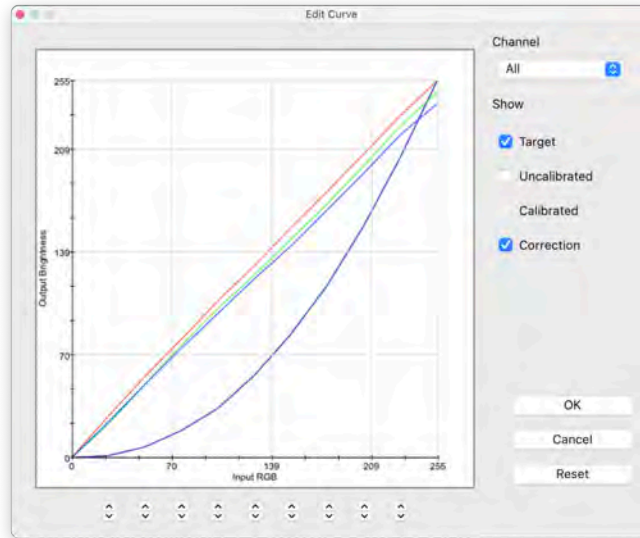 Edit Curve
Channel
All
Show
Target
Uncalibrated
Calibrated
Correction
OK
Cancel
Reset
Output Brightness
255
209
139
70
0
0 70 139 209 255
Input RGB